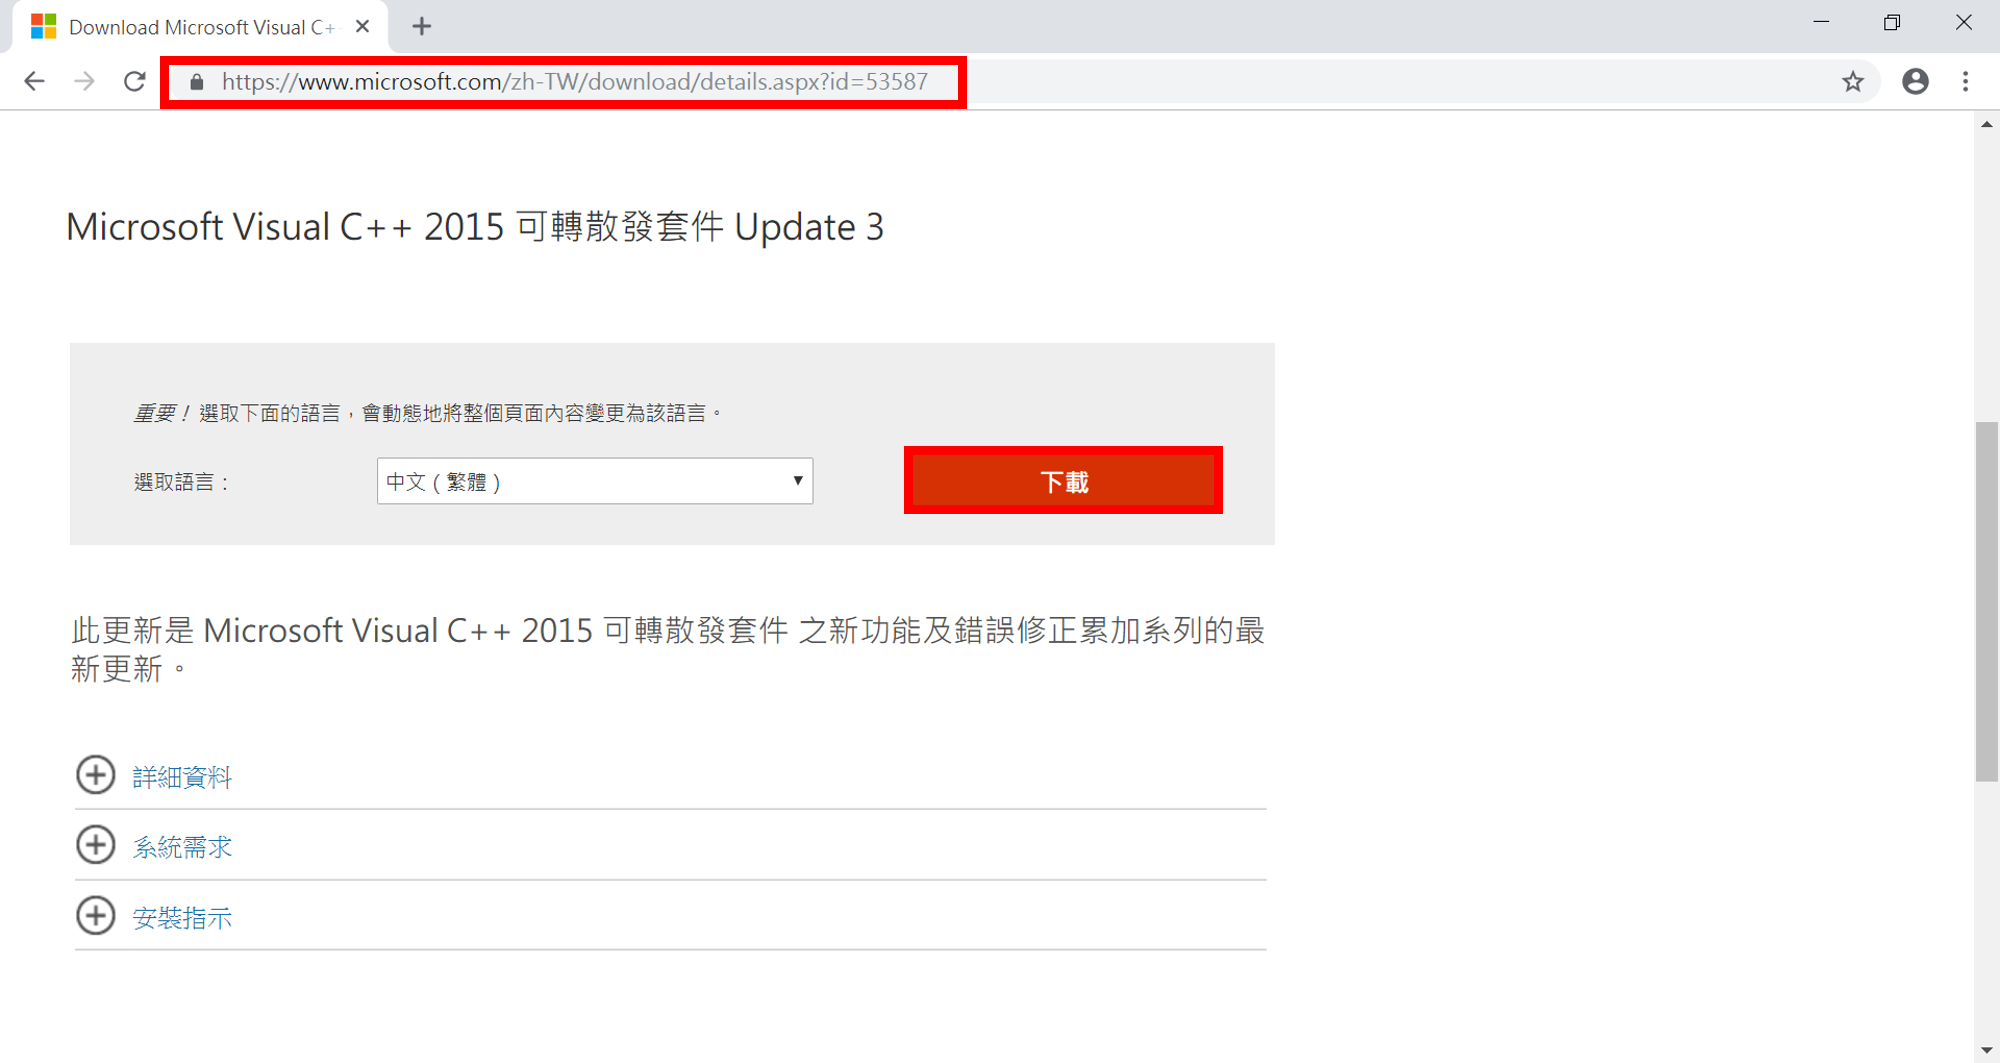 Download Microsoft Visual C+
https://www.microsoft.com/zh-TW/download/details.aspx?id=53587
Microsoft Visual C++ 2015 可轉散發套件 Update 3
重要！選取下面的語言，會動態地將整個頁面內容變更為該語言。
選取語言：
中文（繁體）
下載
此更新是 Microsoft Visual C++ 2015 可轉散發套件 之新功能及錯誤修正累加系列的最
新更新。
詳細資料
系統需求
安裝指示